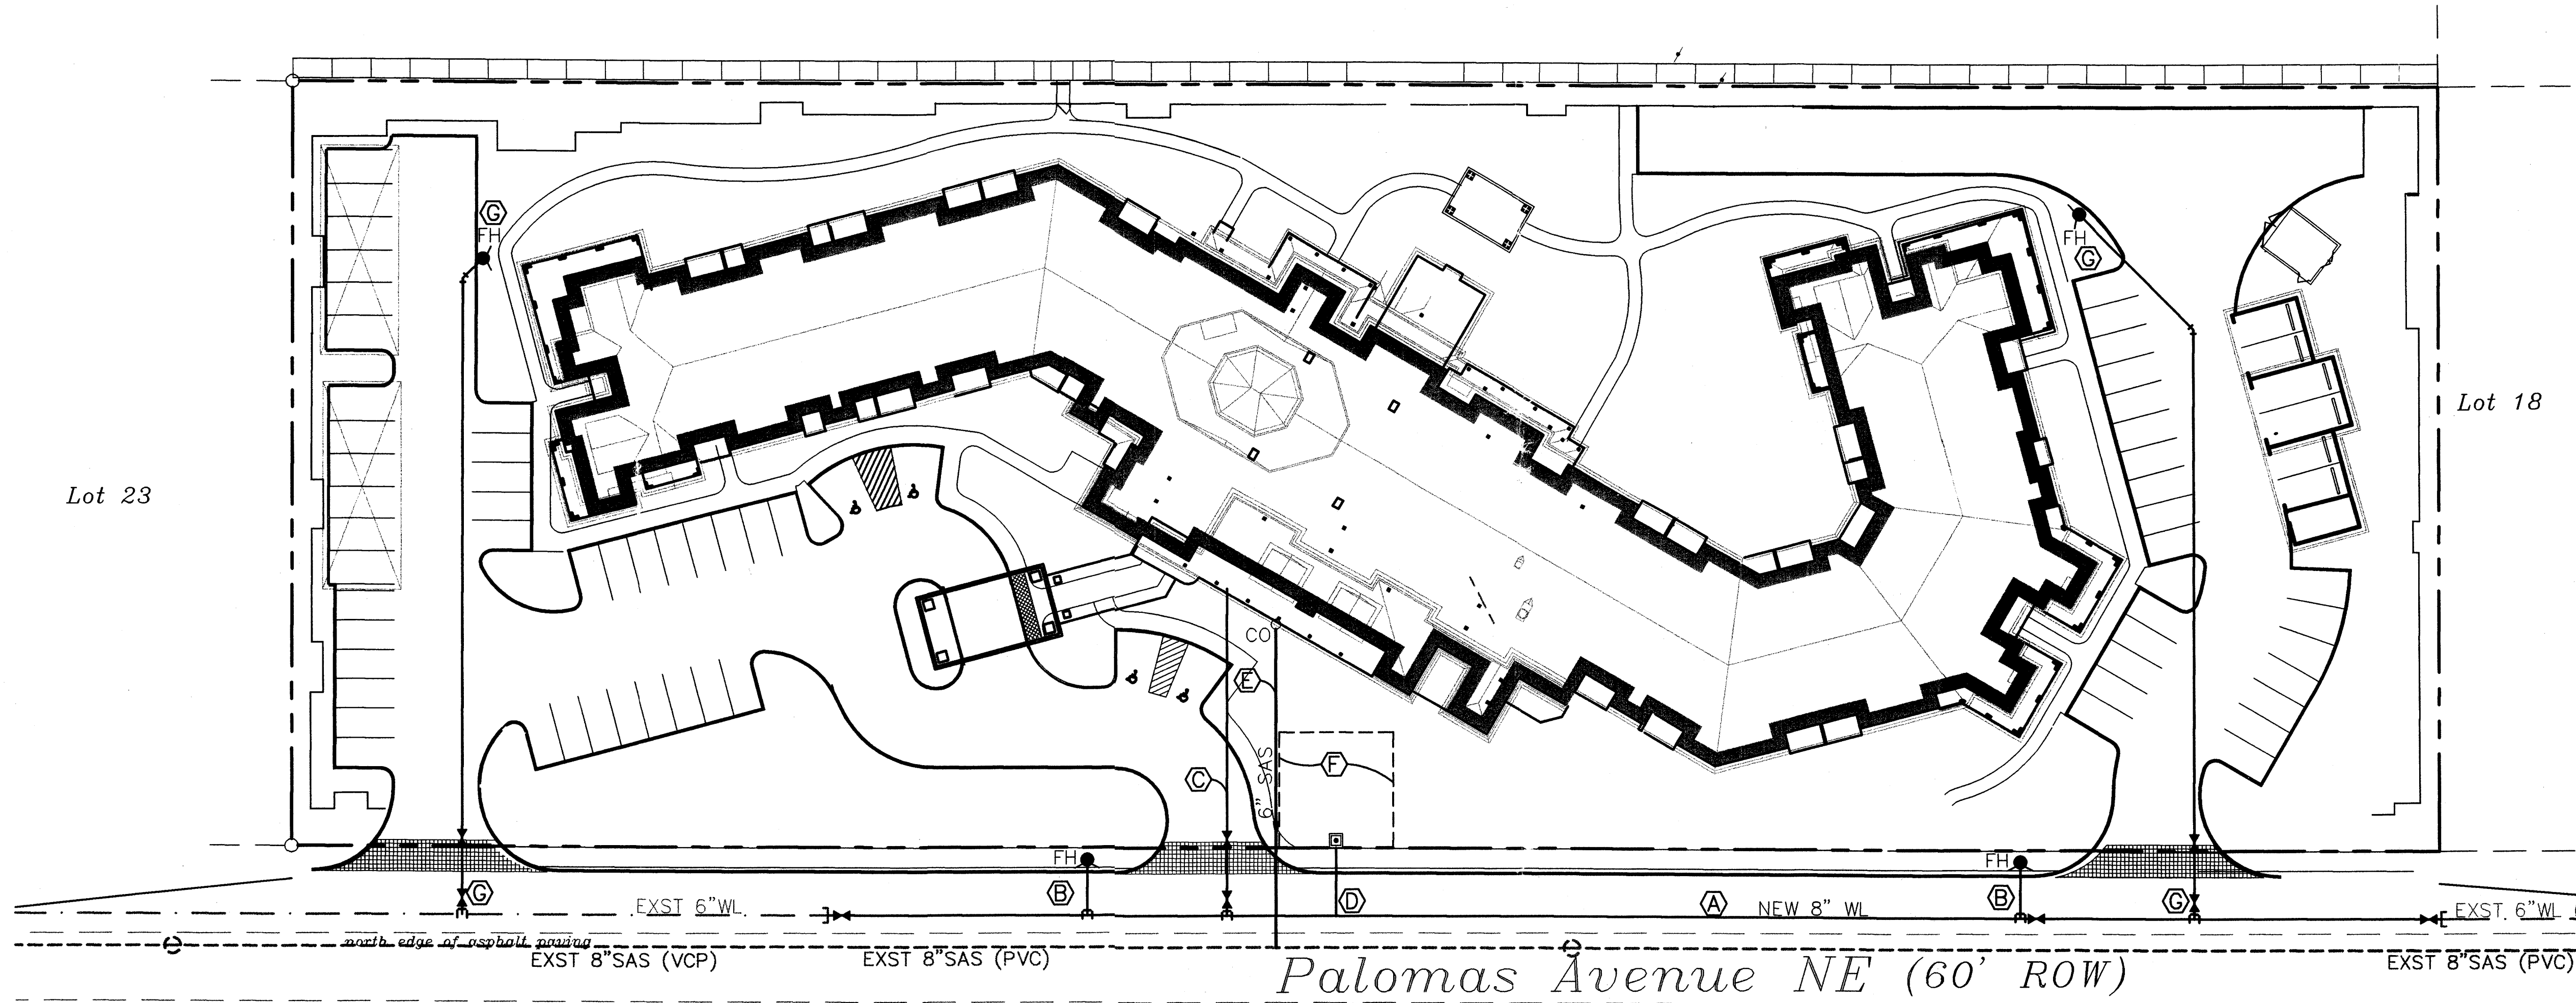 G
FH
FH
G
Lot 18
Lot 23
CO
E
6" SAS
F
C
FH
FH
G
B
D
A
NEW 8" WL
B
G
EXST 6"WL
EXST. 6"WL
north edge of asphalt paving
EXST 8"SAS (VCP)
EXST 8"SAS (PVC)
Palomas Avenue NE (60' ROW)
EXST 8"SAS (PVC)